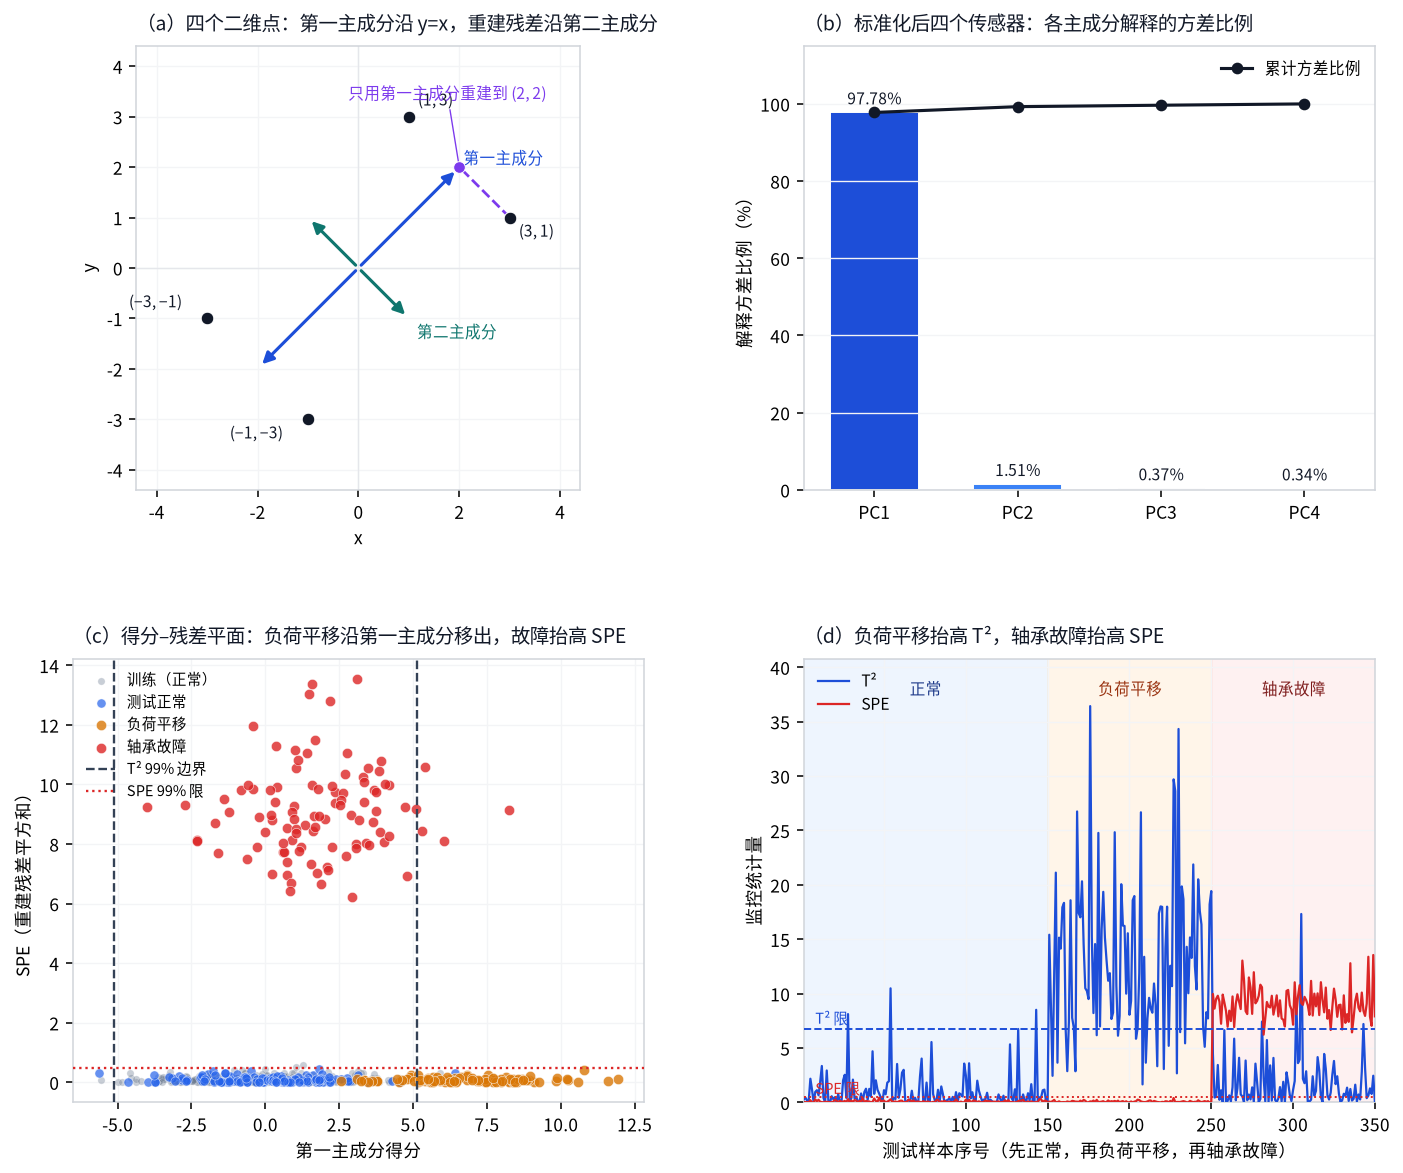 （a）四个二维点：第一主成分沿 y=x，重建残差沿第二主成分
4
3
2
1
0
-1
-2
-3
-4
y
-4
-2
0
2
4
x
只用第一主成分重建到 (2, 2)
(1, 3)
第一主成分
(3, 1)
(−3, −1)
第二主成分
(−1, −3)
（b）标准化后四个传感器：各主成分解释的方差比例
累计方差比例
100
80
60
40
20
0
解释方差比例（%）
97.78%
1.51%
0.37%
0.34%
PC1
PC2
PC3
PC4
（c）得分–残差平面：负荷平移沿第一主成分移出，故障抬高 SPE
14
12
10
8
6
4
2
0
SPE（重建残差平方和）
训练（正常）
测试正常
负荷平移
轴承故障
T² 99% 边界
SPE 99% 限
-5.0
-2.5
0.0
2.5
5.0
7.5
10.0
12.5
第一主成分得分
（d）负荷平移抬高 T²，轴承故障抬高 SPE
40
35
30
25
20
15
10
5
0
监控统计量
T²
SPE
正常
负荷平移
轴承故障
T² 限
SPE 限
50
100
150
200
250
300
350
测试样本序号（先正常，再负荷平移，再轴承故障）